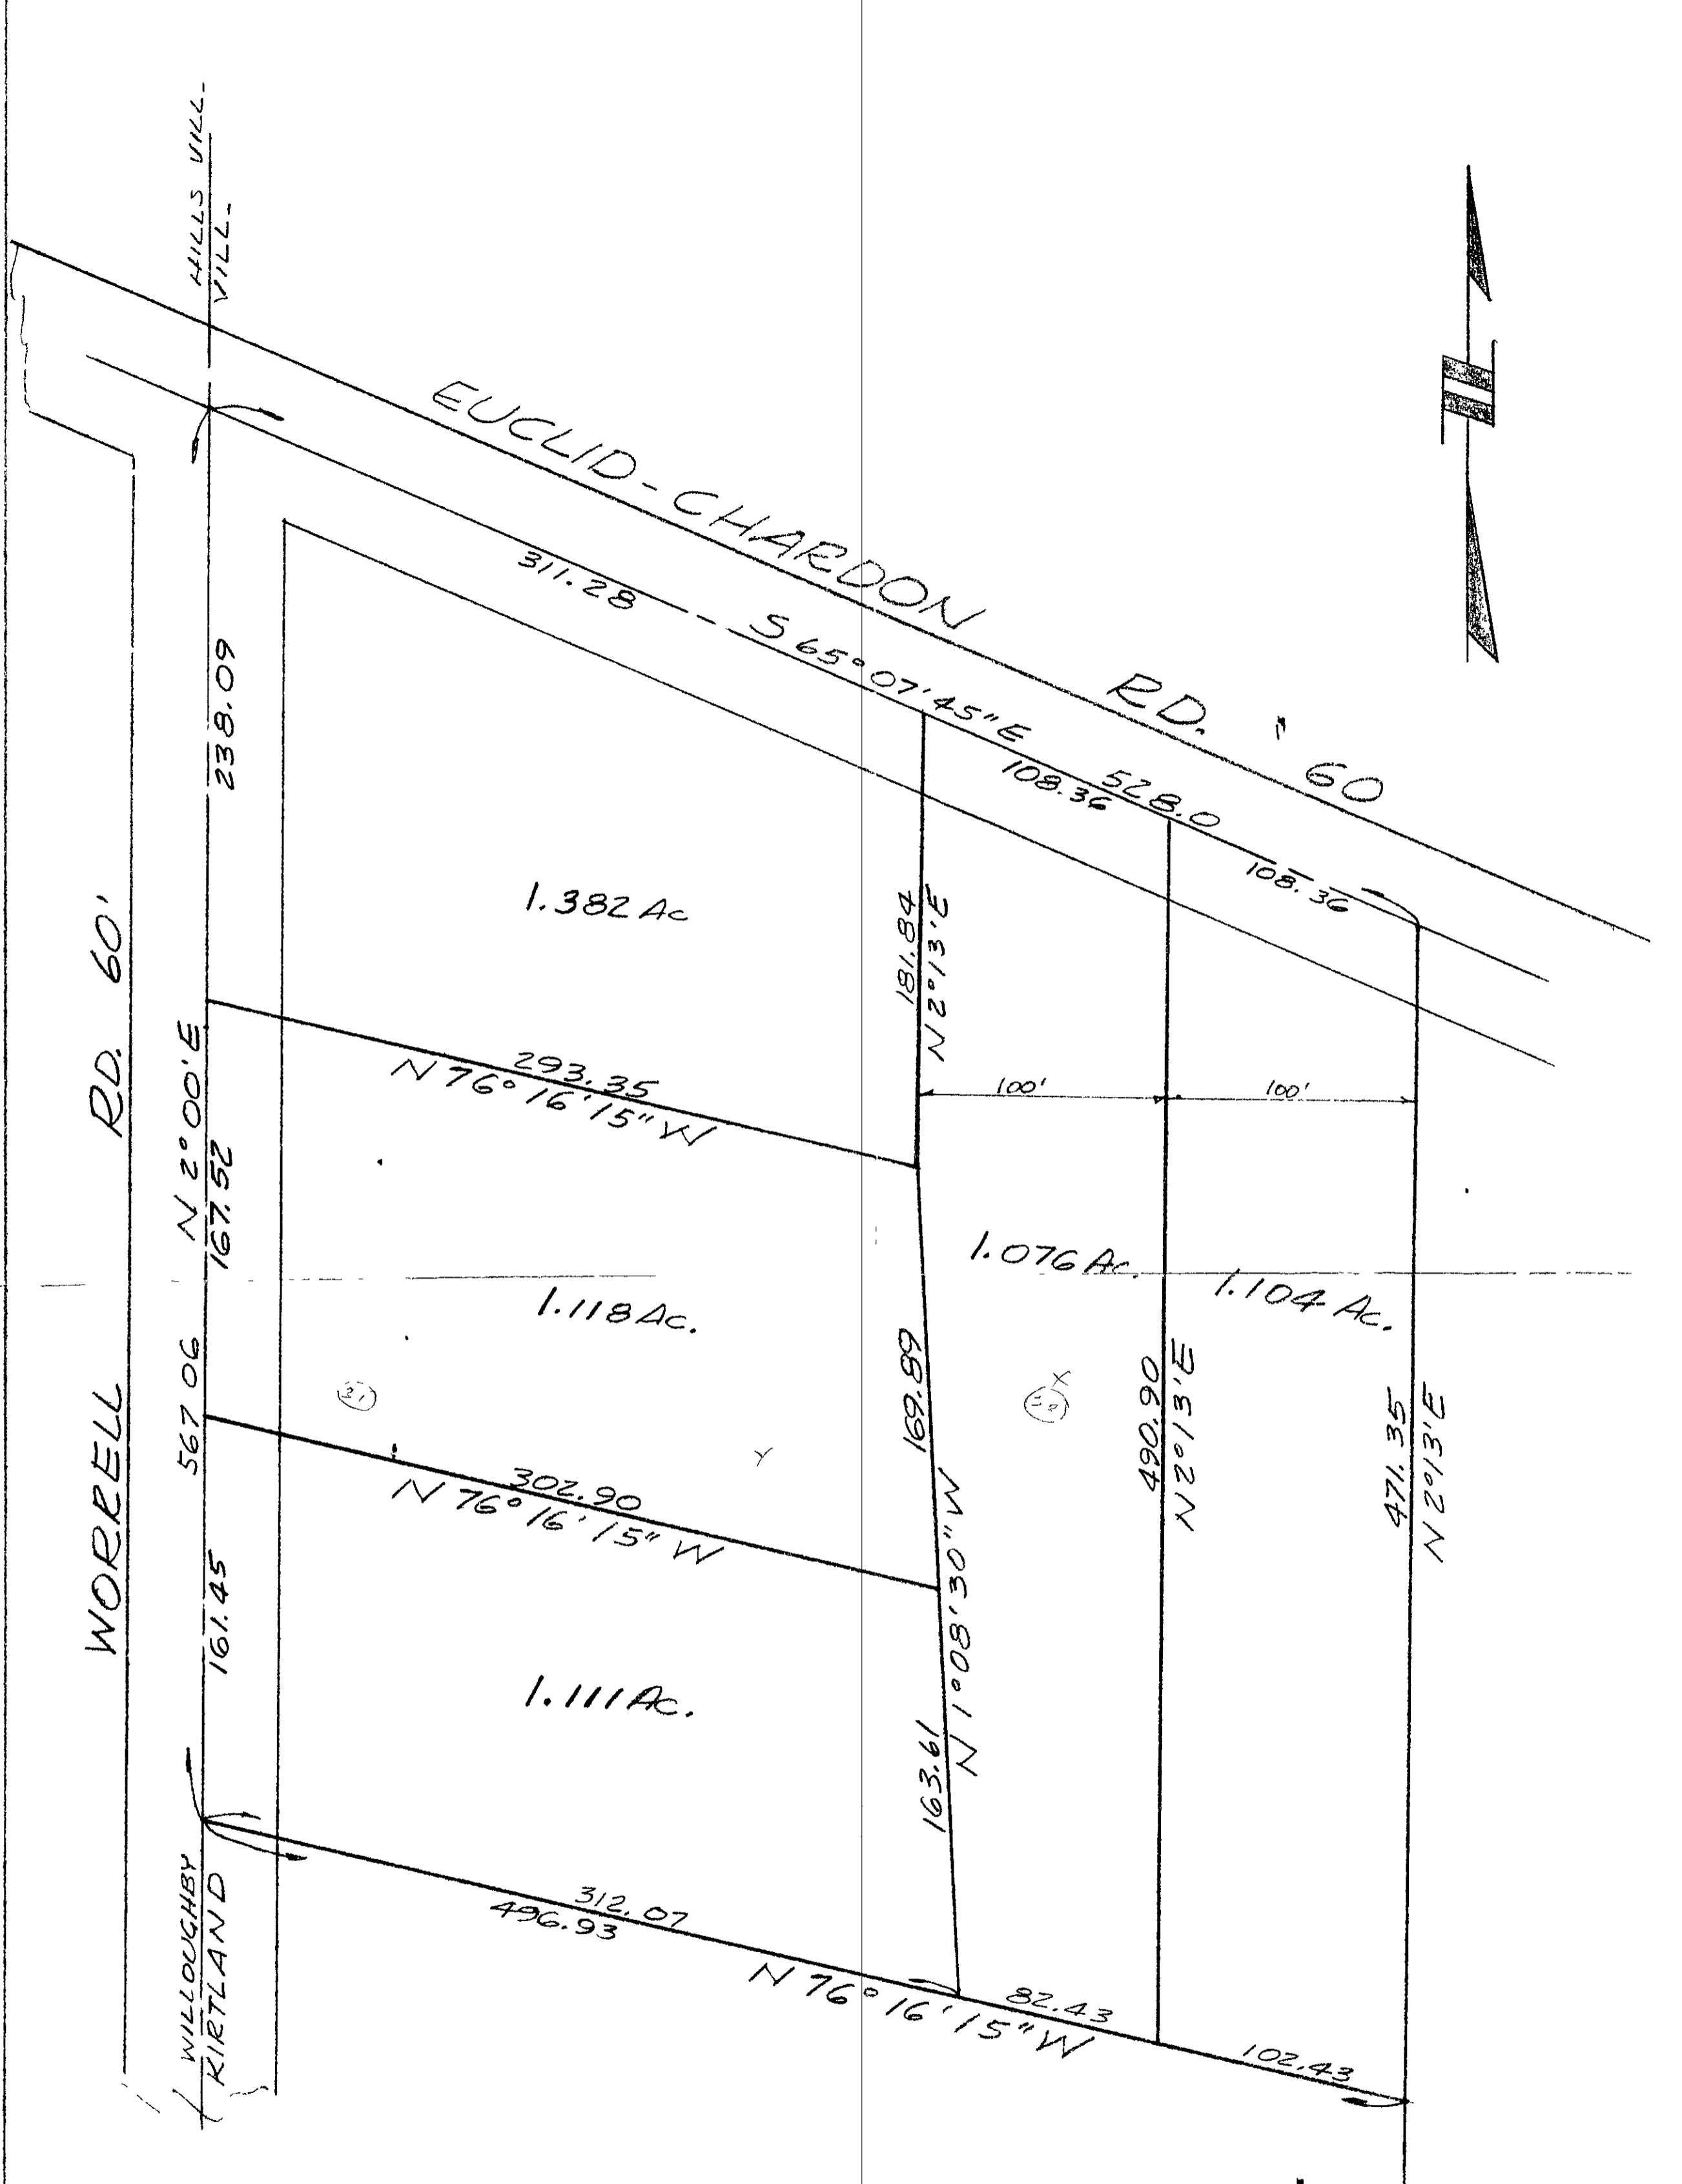 HILLS VILL-
VILL-
EUCLID-CHARDON RD. 60
311.28
S 65° 07' 45" E
528.0
108.36
108.36
238.09
1.382 Ac
181.84
N 2° 13' E
WORRELL RD. 60'
N 2° 00' E
567 06
167.52
293.35
N 76° 16' 15" W
100'
100'
1.118 Ac.
1.076 Ac.
1.104 Ac.
169.89
490.90
N 2° 13' E
471.35
N 2° 13' E
302.90
N 76° 16' 15" W
161.45
N 1° 08' 30" W
1.111 Ac.
163.61
WILLOUGHBY
KIRTLAND
312.07
496.93
N 76° 16' 15" W
82.43
102.43